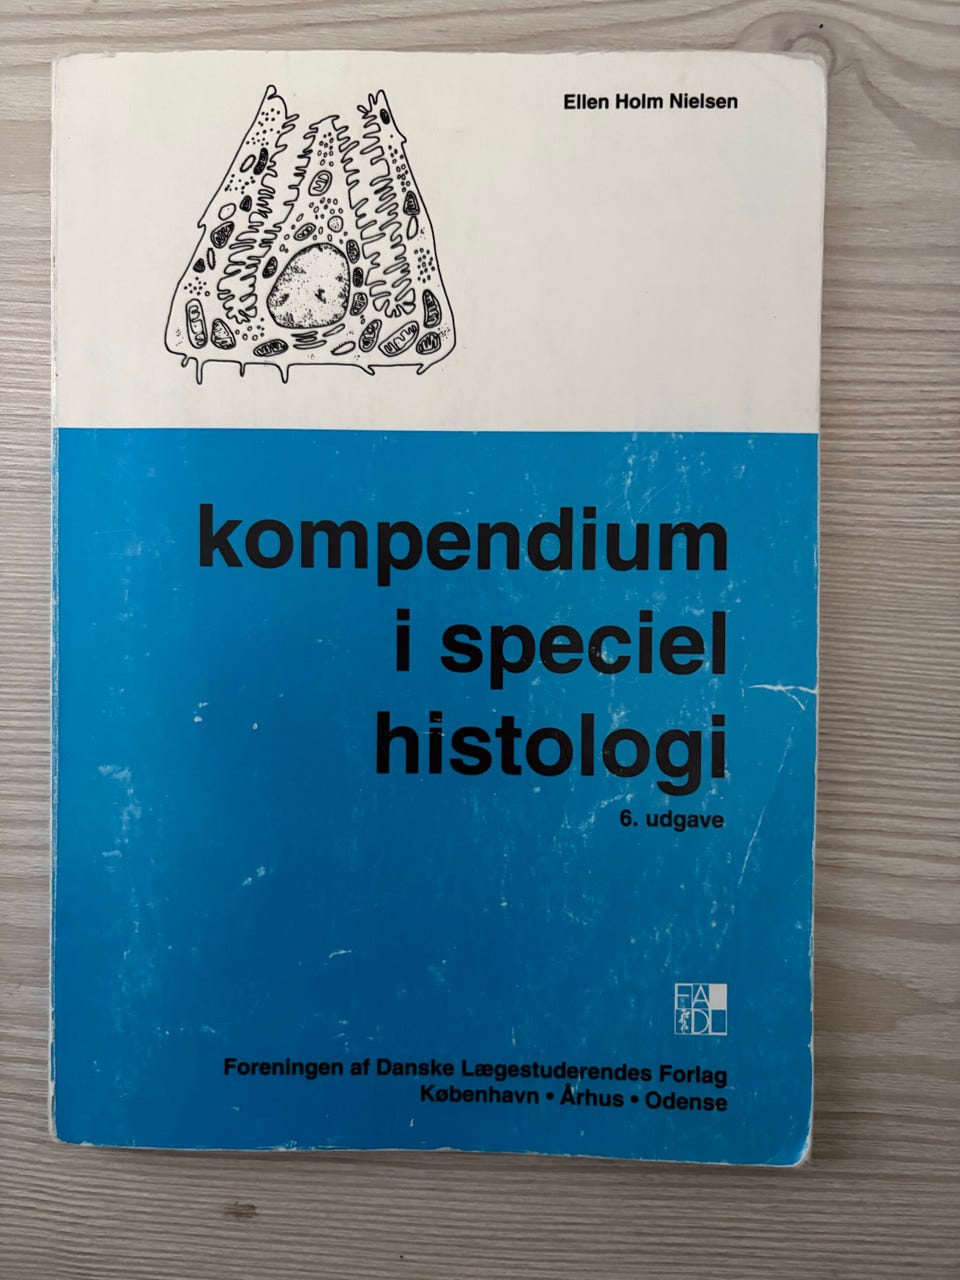 Ellen Holm Nielsen
kompendium
i speciel
histologi
6. udgave
FADL
Foreningen af Danske Lægestuderendes Forlag
København • Århus • Odense